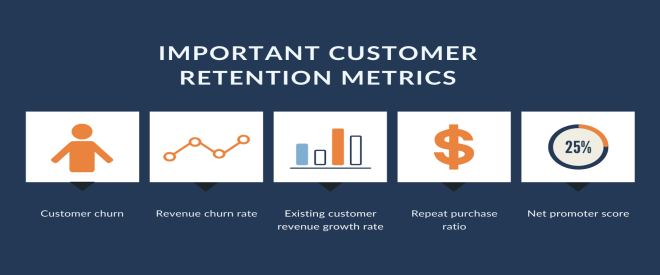 IMPORTANT CUSTOMER
RETENTION METRICS
$
25%
Customer churn
Revenue churn rate
Existing customer
revenue growth rate
Repeat purchase
ratio
Net promoter score